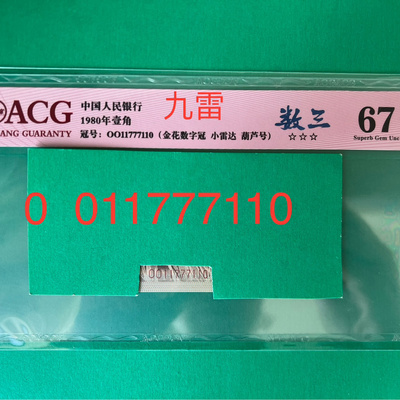 ACG
ANG GUARANTY
中国人民银行
1980年壹角
冠号：OO11777110（金花数字冠 小雷达 葫芦号）
九雷
数三
☆☆☆
67
Superb Gem Unc
0 011777110
OO11777110